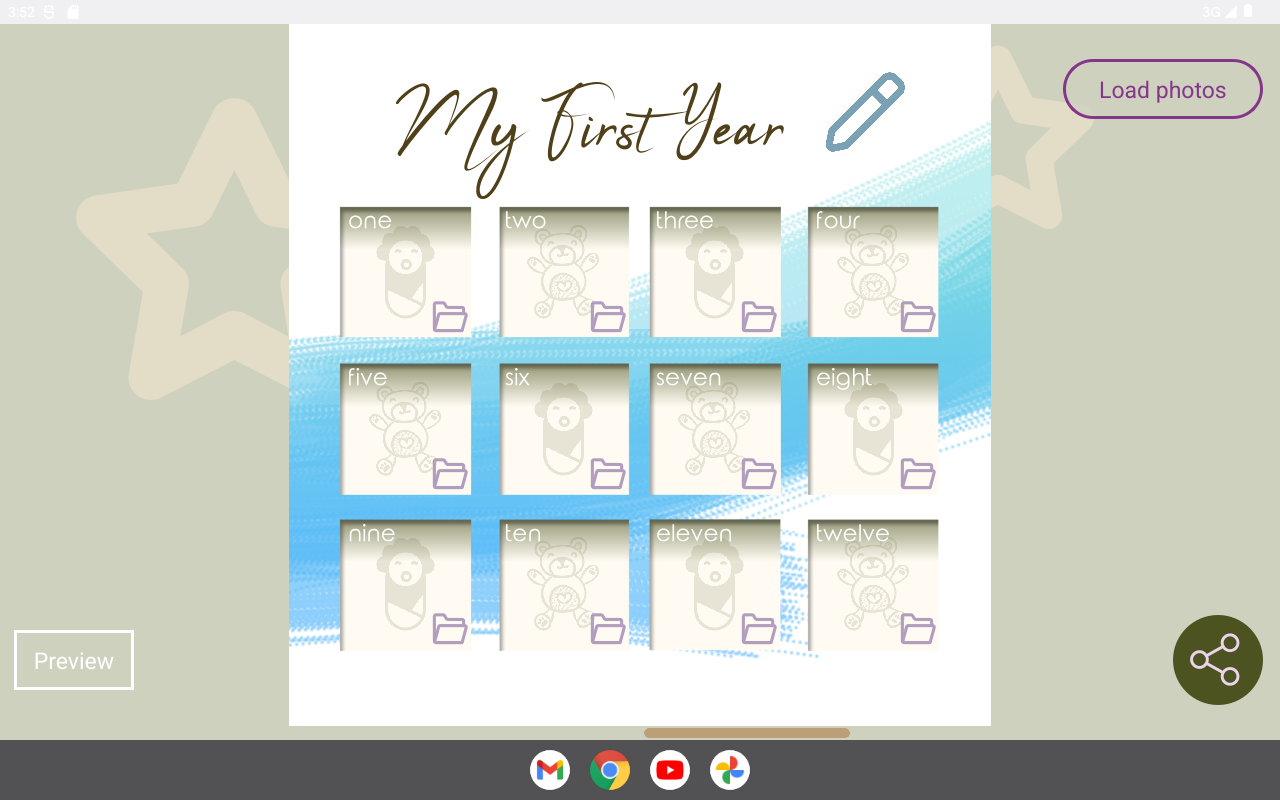 3:52
3G
My First Year
Load photos
one two three four
five six seven eight
nine ten eleven twelve
Preview